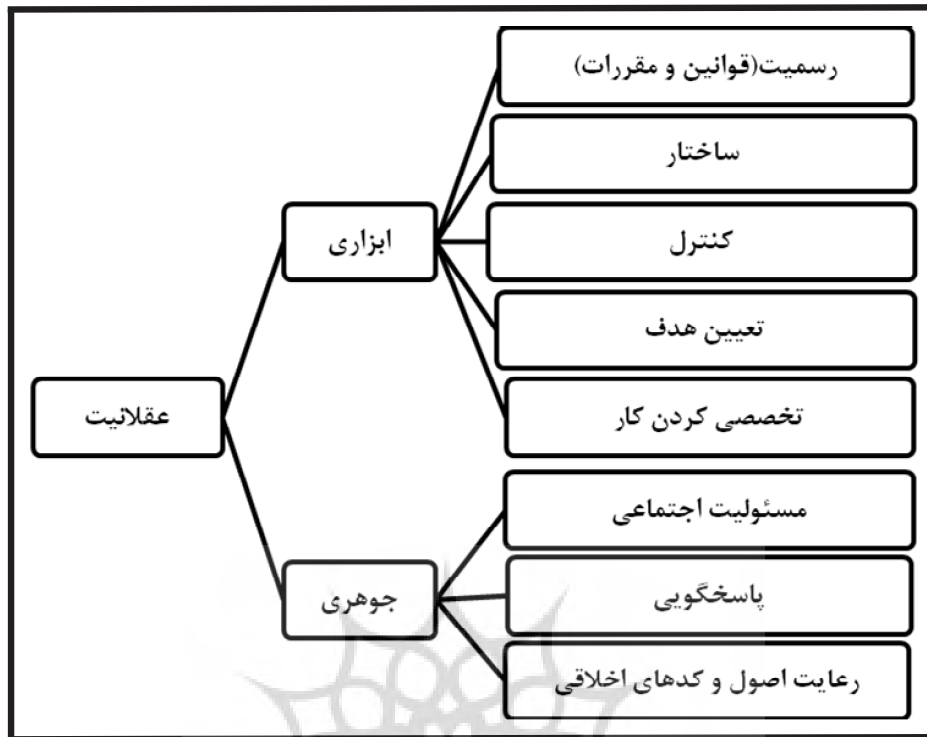 رسمیت(قوانین و مقررات)
ساختار
کنترل
ابزاری
تعیین هدف
تخصصی کردن کار
عقلانیت
مسئولیت اجتماعی
جوهری
پاسخگویی
رعایت اصول و کدهای اخلاقی